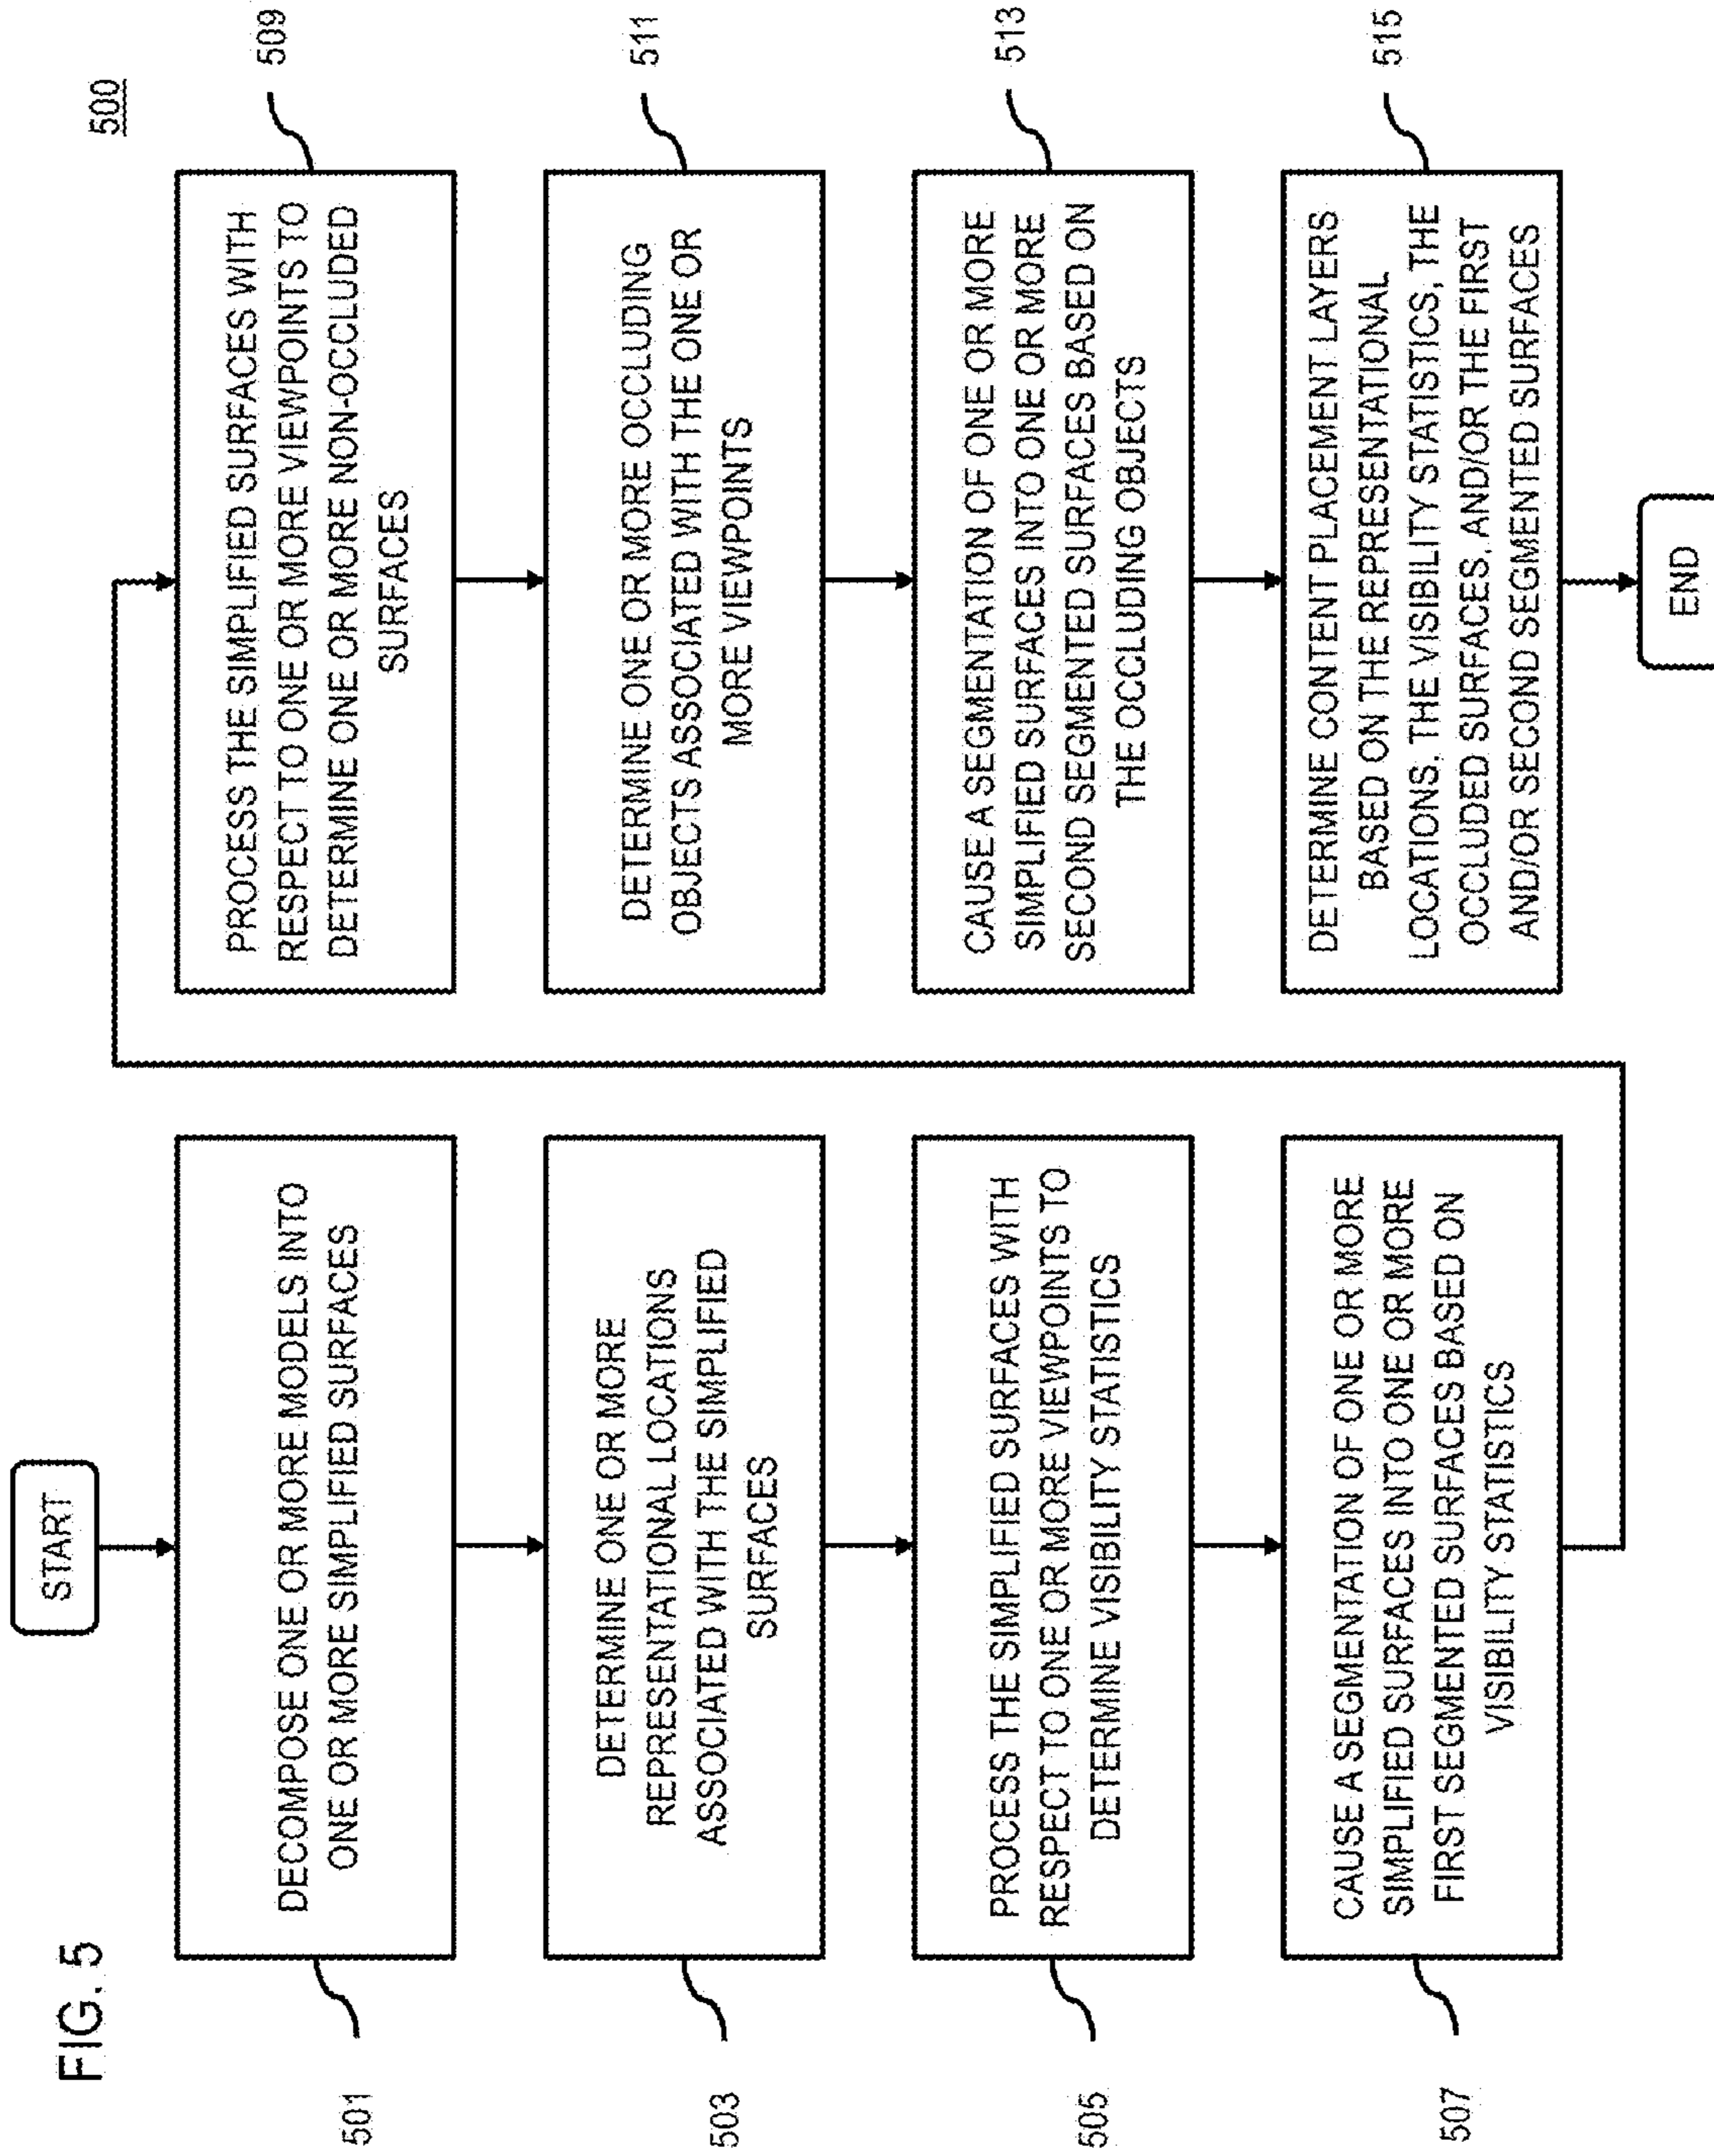 FIG. 5
500
START
501
DECOMPOSE ONE OR MORE MODELS INTO
ONE OR MORE SIMPLIFIED SURFACES
503
DETERMINE ONE OR MORE
REPRESENTATIONAL LOCATIONS
ASSOCIATED WITH THE SIMPLIFIED
SURFACES
505
PROCESS THE SIMPLIFIED SURFACES WITH
RESPECT TO ONE OR MORE VIEWPOINTS TO
DETERMINE VISIBILITY STATISTICS
507
CAUSE A SEGMENTATION OF ONE OR MORE
SIMPLIFIED SURFACES INTO ONE OR MORE
FIRST SEGMENTED SURFACES BASED ON
VISIBILITY STATISTICS
509
PROCESS THE SIMPLIFIED SURFACES WITH
RESPECT TO ONE OR MORE VIEWPOINTS TO
DETERMINE ONE OR MORE NON-OCCLUDED
SURFACES
511
DETERMINE ONE OR MORE OCCLUDING
OBJECTS ASSOCIATED WITH THE ONE OR
MORE VIEWPOINTS
513
CAUSE A SEGMENTATION OF ONE OR MORE
SIMPLIFIED SURFACES INTO ONE OR MORE
SECOND SEGMENTED SURFACES BASED ON
THE OCCLUDING OBJECTS
515
DETERMINE CONTENT PLACEMENT LAYERS
BASED ON THE REPRESENTATIONAL
LOCATIONS, THE VISIBILITY STATISTICS, THE
OCCLUDED SURFACES, AND/OR THE FIRST
AND/OR SECOND SEGMENTED SURFACES
END